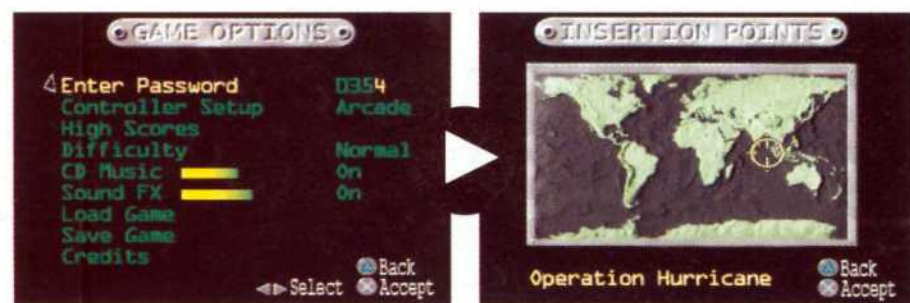 GAME OPTIONS
Enter Password D354
Controller Setup Arcade
High Scores
Difficulty Normal
CD Music On
Sound FX On
Load Game
Save Game
Credits
Back
Select Accept
INSERTION POINTS
Operation Hurricane
Back
Accept